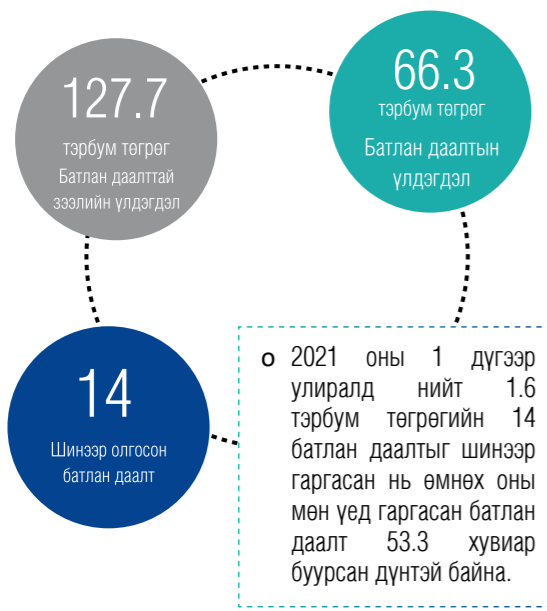 127.7
тэрбум төгрөг
Батлан даалттай
зээлийн үлдэгдэл
66.3
тэрбум төгрөг
Батлан даалтын
үлдэгдэл
14
Шинээр олгосон
батлан даалт
о 2021 оны 1 дүгээр
улиралд нийт 1.6
тэрбум төгрөгийн 14
батлан даалтыг шинээр
гаргасан нь өмнөх оны
мөн үед гаргасан батлан
даалт 53.3 хувиар
буурсан дүнтэй байна.